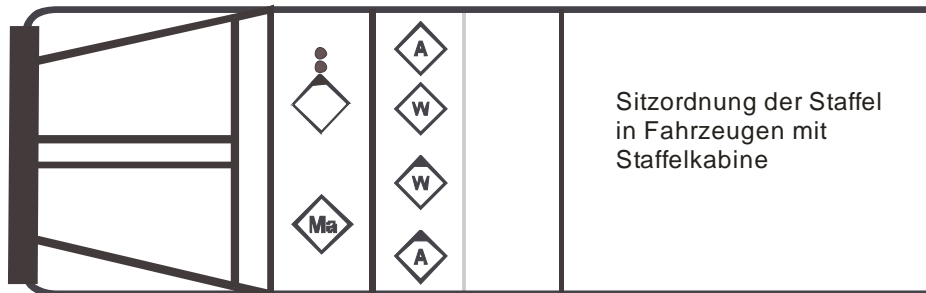 A
W
Sitzordnung der Staffel
in Fahrzeugen mit
Staffelkabine
W
Ma
A